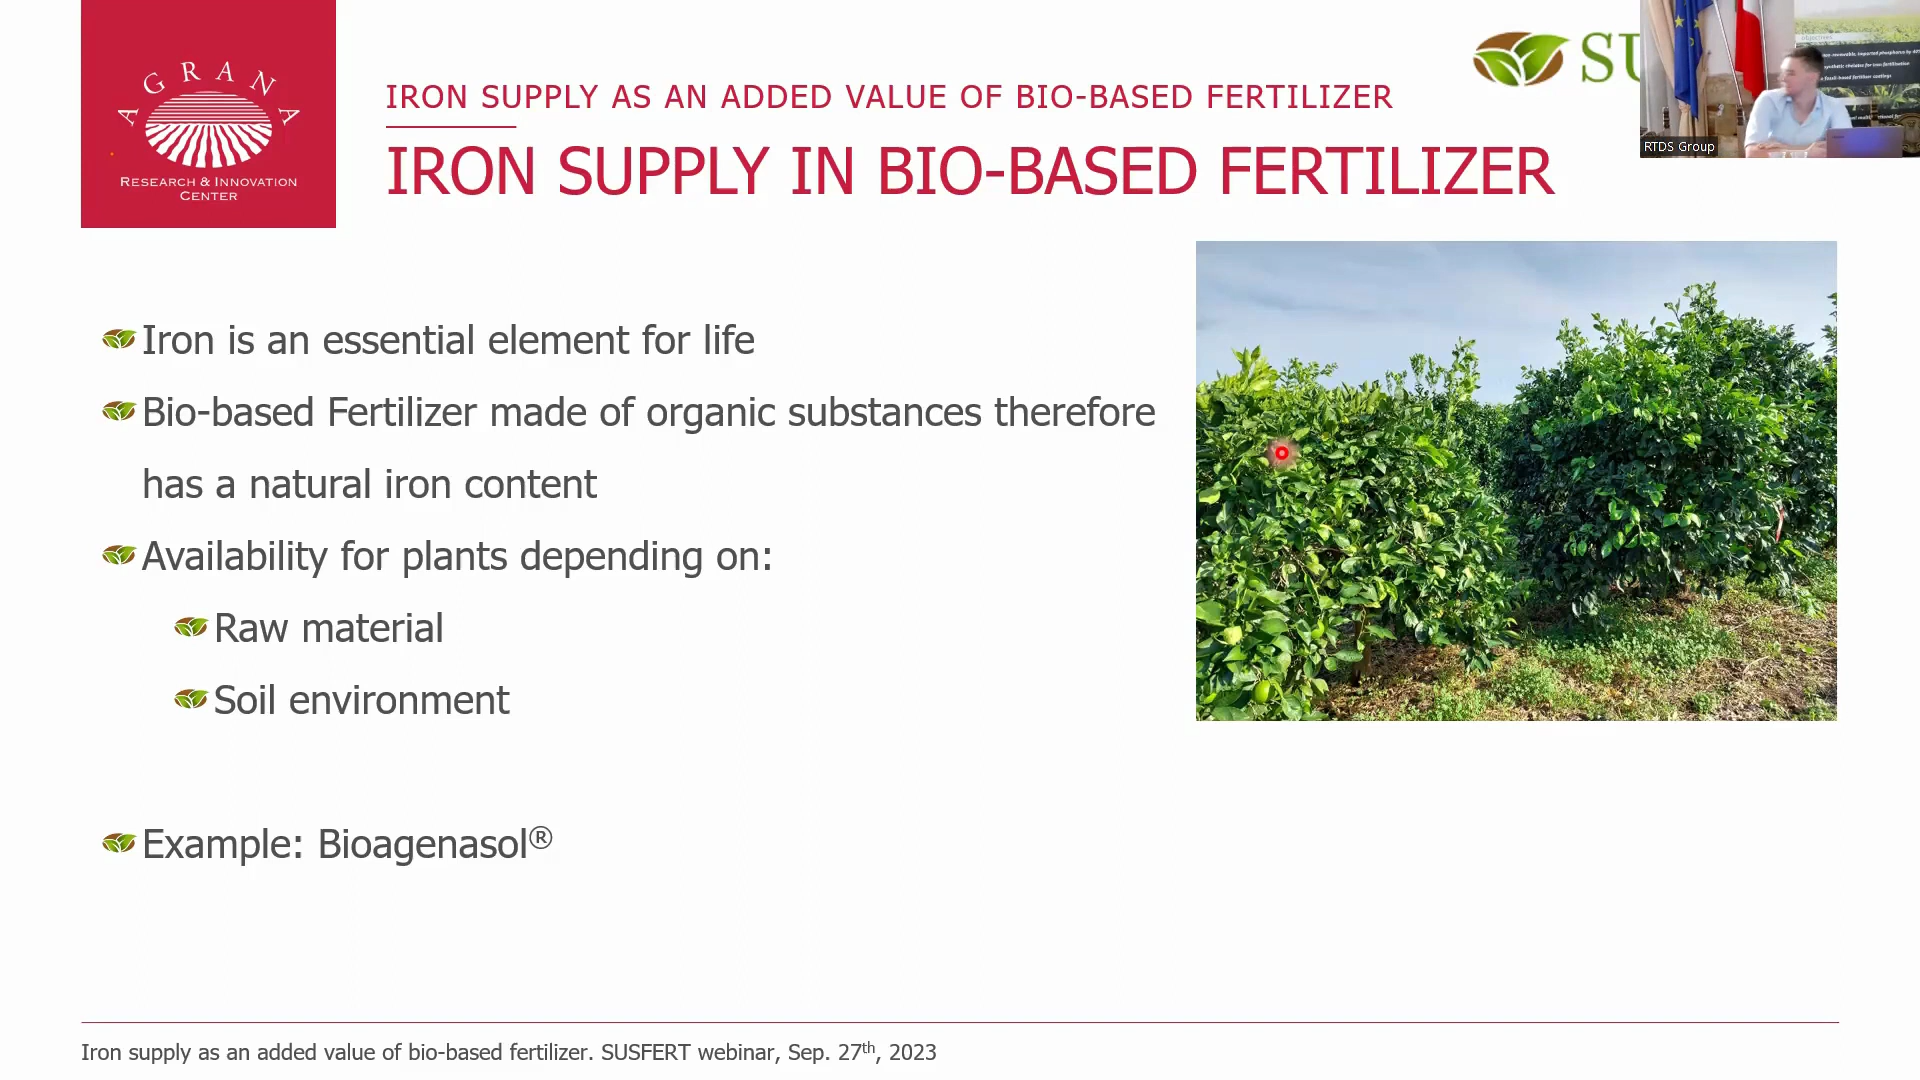 AGRANA
RESEARCH & INNOVATION
CENTER
IRON SUPPLY AS AN ADDED VALUE OF BIO-BASED FERTILIZER
IRON SUPPLY IN BIO-BASED FERTILIZER
SU
objectives
RTDS Group
Iron is an essential element for life
Bio-based Fertilizer made of organic substances therefore
has a natural iron content
Availability for plants depending on:
Raw material
Soil environment
Example: Bioagenasol®
Iron supply as an added value of bio-based fertilizer. SUSFERT webinar, Sep. 27th, 2023